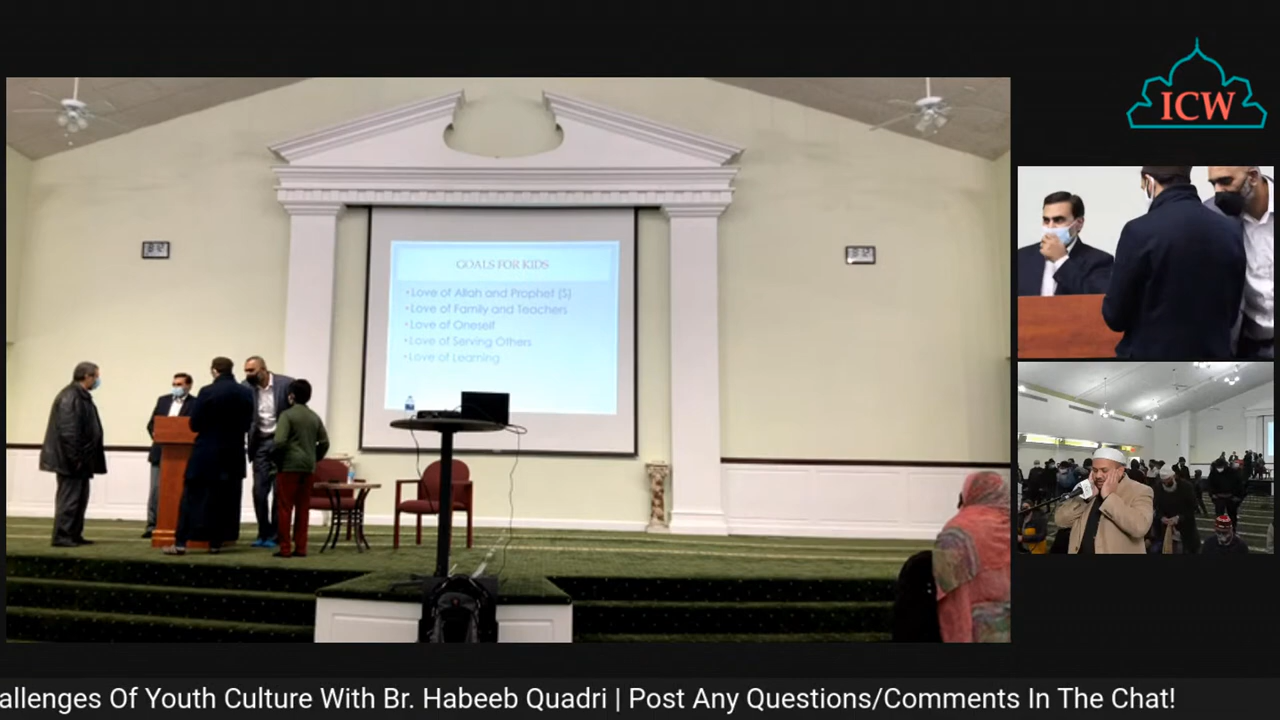 ICW
GOALS FOR KIDS
•Love of Allah and Prophet (S)
•Love of Family and Teachers
•Love of Oneself
•Love of Serving Others
•Love of Learning
allenges Of Youth Culture With Br. Habeeb Quadri | Post Any Questions/Comments In The Chat!